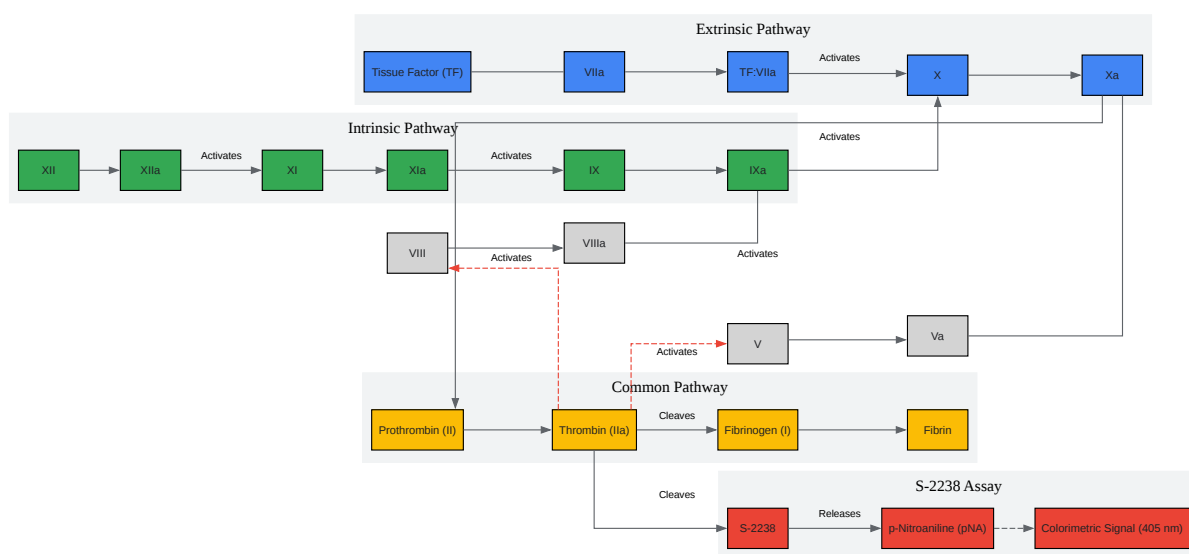 Extrinsic Pathway
Tissue Factor (TF)
VIIa
TF:VIIa
Activates
X
Xa
Intrinsic Pathway
Activates
XII
XIIa
Activates
XI
XIa
Activates
IX
IXa
VIII
Activates
VIIIa
Activates
Activates
V
Va
Common Pathway
Prothrombin (II)
Thrombin (IIa)
Cleaves
Fibrinogen (I)
Fibrin
Cleaves
S-2238 Assay
S-2238
Releases
p-Nitroaniline (pNA)
Colorimetric Signal (405 nm)